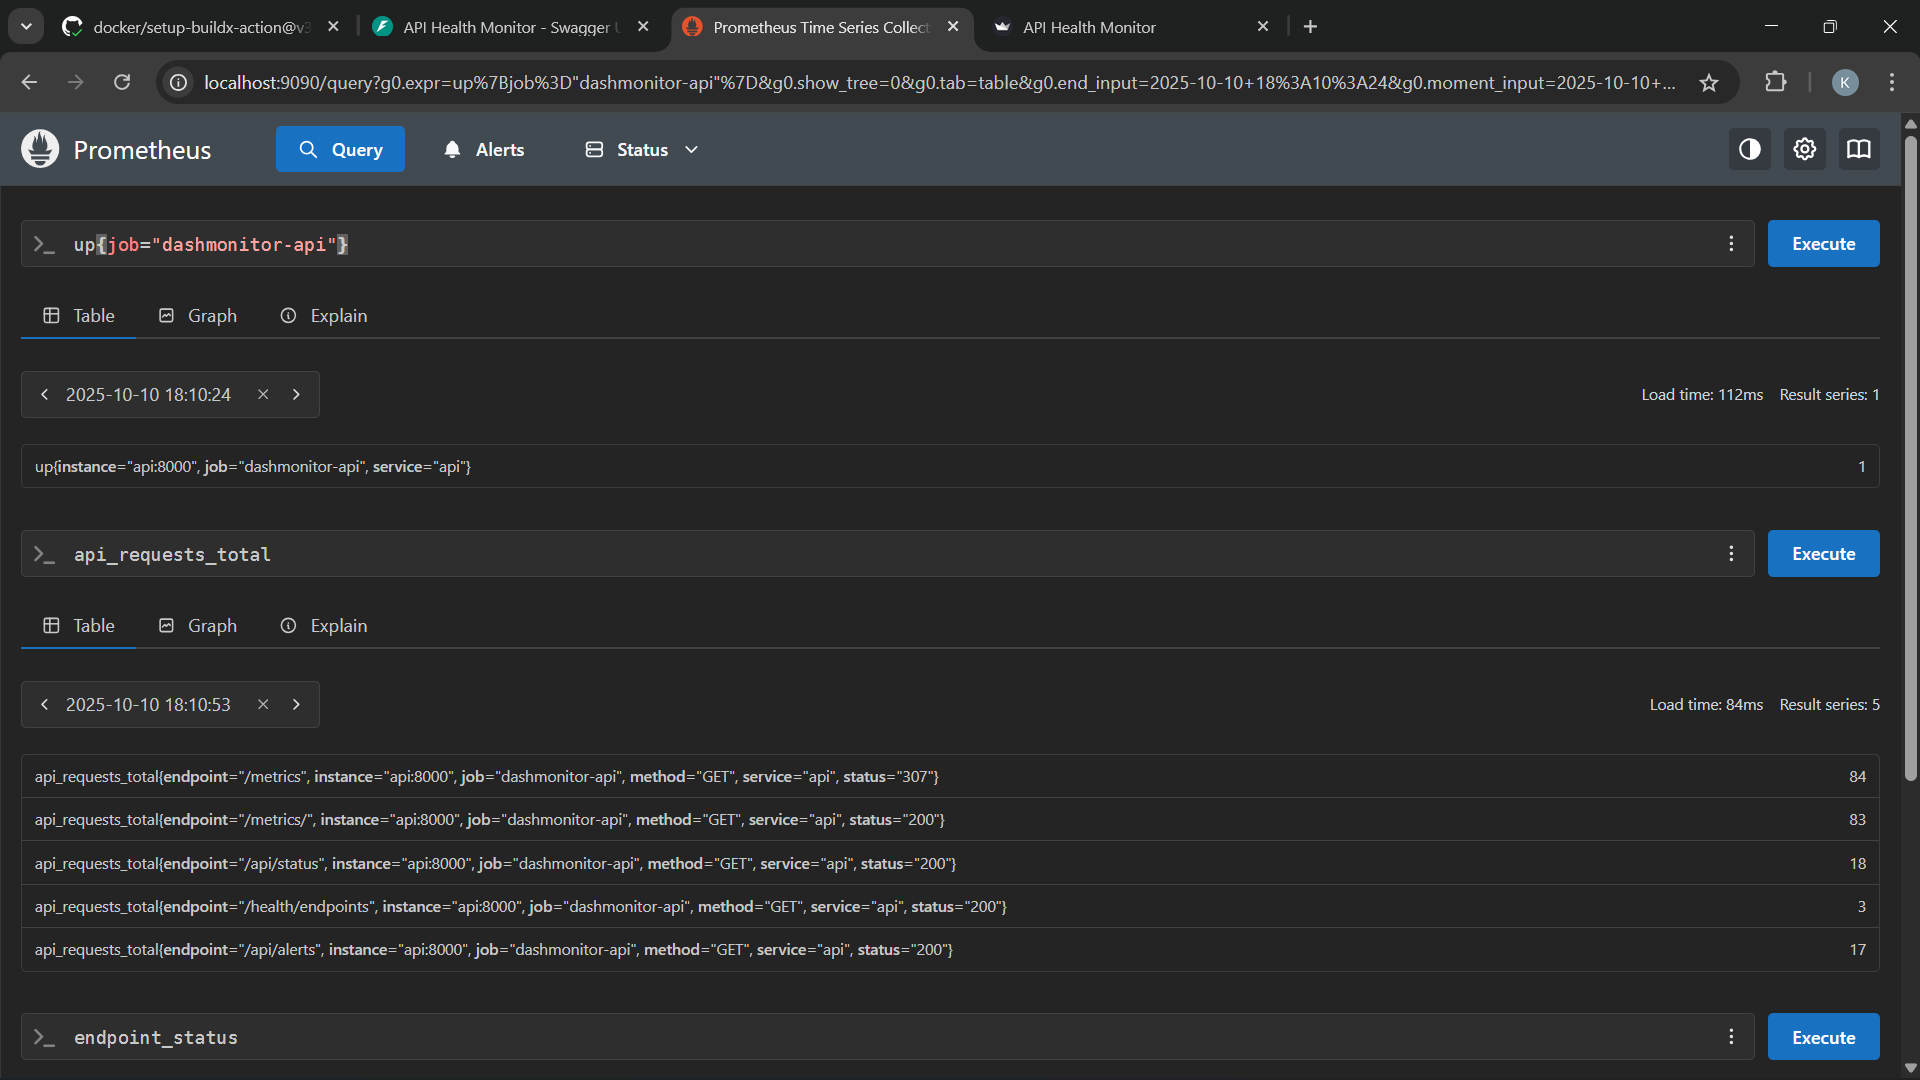 docker/setup-buildx-action@v3
API Health Monitor - Swagger U
Prometheus Time Series Collect
API Health Monitor
localhost:9090/query?g0.expr=up%7Bjob%3D"dashmonitor-api"%7D&g0.show_tree=0&g0.tab=table&g0.end_input=2025-10-10+18%3A10%3A24&g0.moment_input=2025-10-10+...
K
Prometheus
Query
Alerts
Status
>_ up{job="dashmonitor-api"}
Execute
Table
Graph
Explain
2025-10-10 18:10:24
Load time: 112ms Result series: 1
up{instance="api:8000", job="dashmonitor-api", service="api"} 1
>_ api_requests_total
Execute
Table
Graph
Explain
2025-10-10 18:10:53
Load time: 84ms Result series: 5
api_requests_total{endpoint="/metrics", instance="api:8000", job="dashmonitor-api", method="GET", service="api", status="307"} 84
api_requests_total{endpoint="/metrics/", instance="api:8000", job="dashmonitor-api", method="GET", service="api", status="200"} 83
api_requests_total{endpoint="/api/status", instance="api:8000", job="dashmonitor-api", method="GET", service="api", status="200"} 18
api_requests_total{endpoint="/health/endpoints", instance="api:8000", job="dashmonitor-api", method="GET", service="api", status="200"} 3
api_requests_total{endpoint="/api/alerts", instance="api:8000", job="dashmonitor-api", method="GET", service="api", status="200"} 17
>_ endpoint_status
Execute